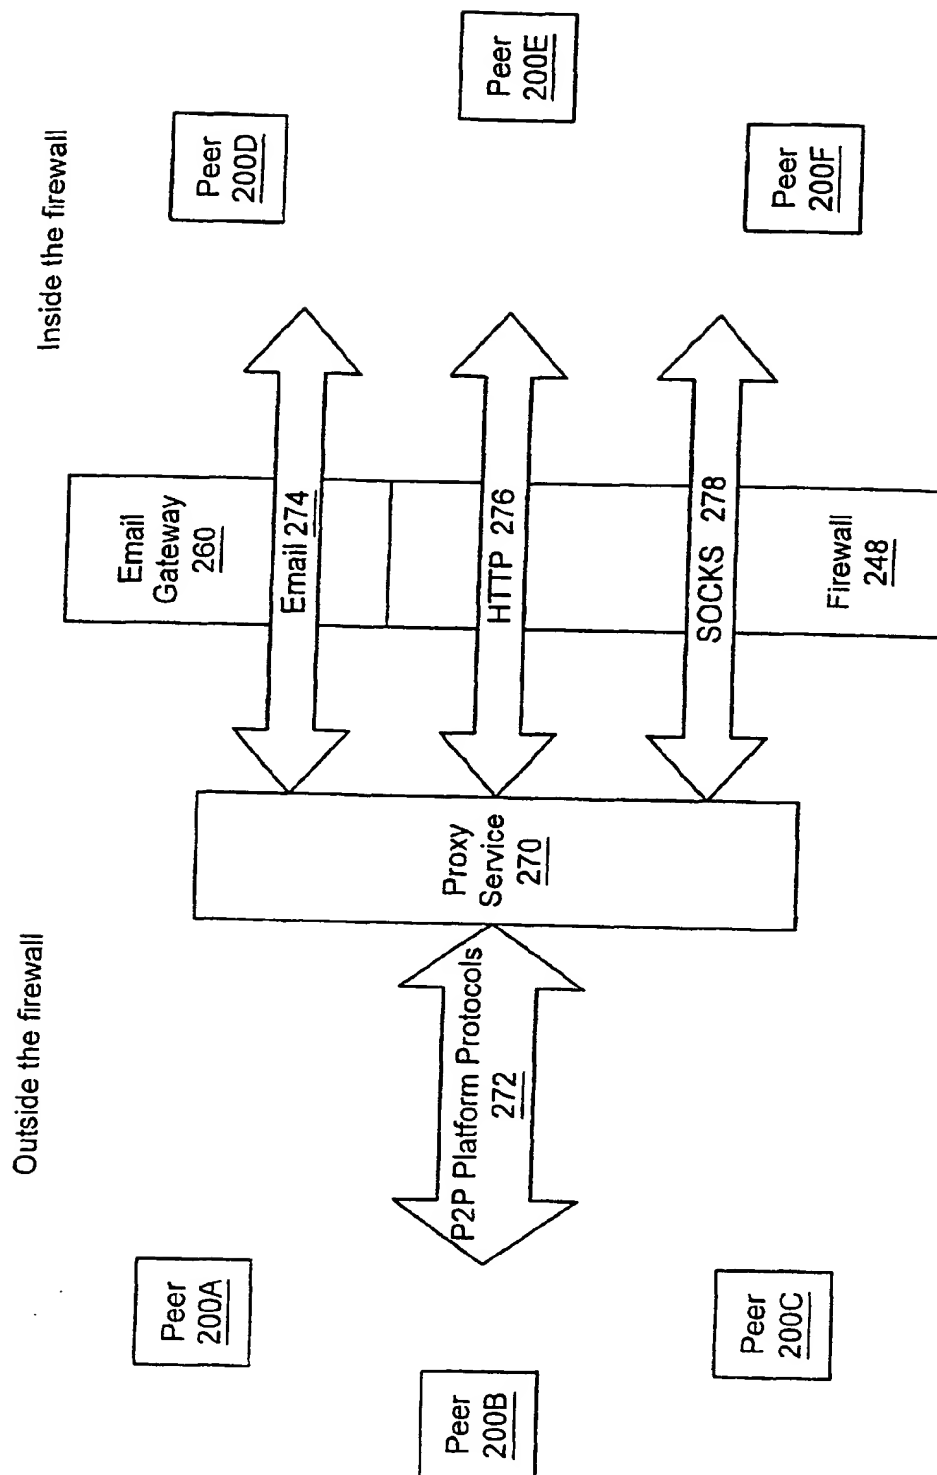 Outside the firewall
Inside the firewall
Peer
200A
Peer
200B
Peer
200C
P2P Platform Protocols
272
Proxy
Service
270
Email
Gateway
260
Email 274
HTTP 276
SOCKS 278
Firewall
248
Peer
200D
Peer
200E
Peer
200F